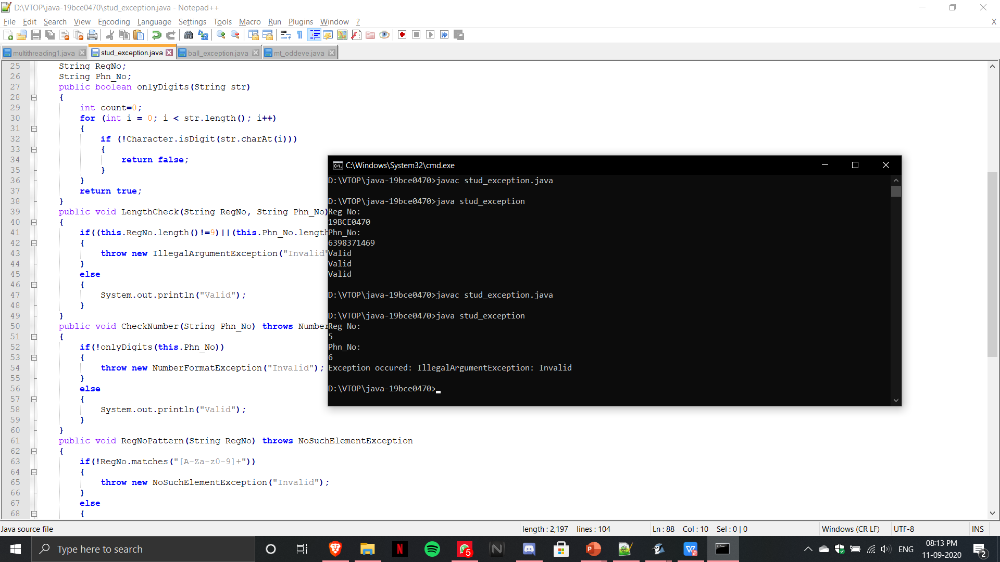 D:\VTOP\java-19bce0470\stud_exception.java - Notepad++
File Edit Search View Encoding Language Settings Tools Macro Run Plugins Window ? X
multithreading1.java stud_exception.java ball_exception.java mt_oddeve.java
25 String RegNo;
26 String Phn_No;
27 public boolean onlyDigits(String str)
28 {
29 int count=0;
30 for (int i = 0; i < str.length(); i++)
31 {
32 if (!Character.isDigit(str.charAt(i)))
33 {
34 return false;
35 }
36 }
37 return true;
38 }
39 public void LengthCheck(String RegNo, String Phn_No)
40 {
41 if((this.RegNo.length()!=9)||(this.Phn_No.length
42 {
43 throw new IllegalArgumentException("Invalid"
44 }
45 else
46 {
47 System.out.println("Valid");
48 }
49 }
50 public void CheckNumber(String Phn_No) throws Number
51 {
52 if(!onlyDigits(this.Phn_No))
53 {
54 throw new NumberFormatException("Invalid");
55 }
56 else
57 {
58 System.out.println("Valid");
59 }
60 }
61 public void RegNoPattern(String RegNo) throws NoSuchElementException
62 {
63 if(!RegNo.matches("[A-Za-z0-9]+"))
64 {
65 throw new NoSuchElementException("Invalid");
66 }
67 else
68 {
C:\Windows\System32\cmd.exe
D:\VTOP\java-19bce0470>javac stud_exception.java
D:\VTOP\java-19bce0470>java stud_exception
Reg No:
19BCE0470
Phn_No:
6398371469
Valid
Valid
Valid
D:\VTOP\java-19bce0470>javac stud_exception.java
D:\VTOP\java-19bce0470>java stud_exception
Reg No:
5
Phn_No:
6
Exception occured: IllegalArgumentException: Invalid
D:\VTOP\java-19bce0470>
Java source file length : 2,197 lines : 104 Ln : 88 Col : 10 Sel : 0 | 0 Windows (CR LF) UTF-8 INS
Type here to search 5 ENG 08:13 PM
11-09-2020 2